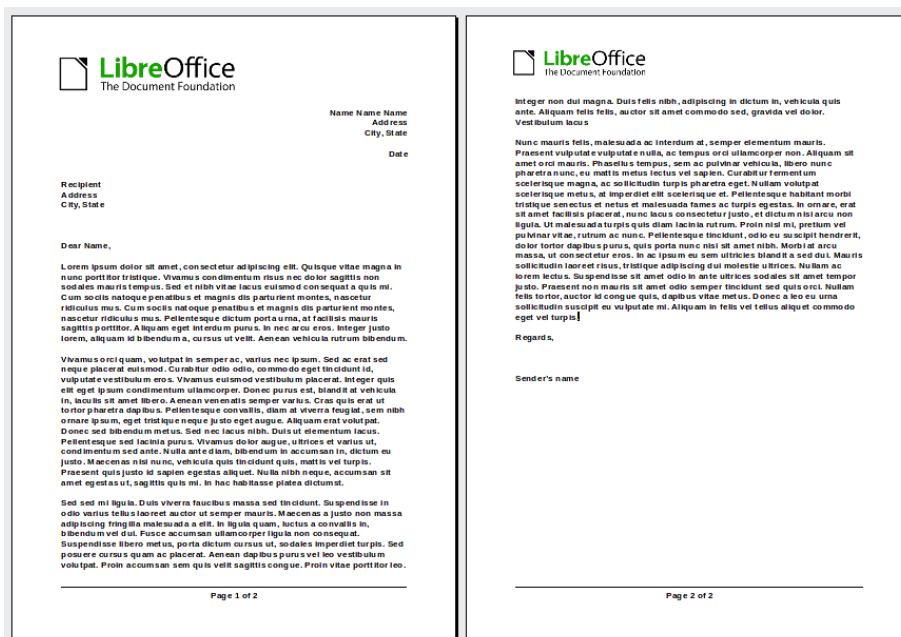 LibreOffice
The Document Foundation
Name Name Name
Address
City, State
Date
Recipient
Address
City, State
Dear Name,
Lorem ipsum dolor sit amet, consectetur adipiscing elit. Quisque vitae magna in
nunc porttitor tristique. Vivamus condimentum risus nec dolor sagittis non
sodales mauris tempus. Sed et nibh vitae lacus euismod consequat a quis mi.
Cum sociis natoque penatibus et magnis dis parturient montes, nascetur
ridiculus mus. Cum sociis natoque penatibus et magnis dis parturient montes,
nascetur ridiculus mus. Pellentesque dictum porta urna, at facilisis mauris
sagittis porttitor. Aliquam eget interdum purus. In nec arcu eros. Integer justo
lorem, aliquam id bibendum a, cursus ut velit. Aenean vehicula rutrum bibendum.
Vivamus orci quam, volutpat in semper ac, varius nec ipsum. Sed ac erat sed
neque placerat euismod. Curabitur odio odio, commodo eget tincidunt id,
vulputate vestibulum eros. Vivamus euismod vestibulum placerat. Integer quis
elit eget ipsum condimentum ullamcorper. Donec purus est, blandit at vehicula
in, iaculis sit amet libero. Aenean venenatis semper varius. Cras quis erat ut
tortor pharetra dapibus. Pellentesque convallis, diam at viverra feugiat, sem nibh
ornare ipsum, eget tristique neque justo eget augue. Aliquam erat volutpat.
Donec sed bibendum metus. Sed nec lacus nibh. Duis ut elementum lacus.
Pellentesque sed lacinia purus. Vivamus dolor augue, ultrices et varius ut,
condimentum sed ante. Nulla ante diam, bibendum in accumsan in, dictum eu
justo. Maecenas nisi nunc, vehicula quis tincidunt quis, mattis vel turpis.
Praesent quis justo id sapien egestas aliquet. Nulla nibh neque, accumsan sit
amet egestas ut, sagittis quis mi. In hac habitasse platea dictumst.
Sed sed mi ligula. Duis viverra faucibus massa sed tincidunt. Suspendisse in
odio varius tellus laoreet auctor ut semper mauris. Maecenas a justo non massa
adipiscing fringilla malesuada a elit. In ligula quam, luctus a convallis in,
bibendum vel dui. Fusce accumsan ullamcorper ligula non consequat.
Suspendisse libero metus, porta dictum cursus ut, sodales imperdiet turpis. Sed
posuere cursus quam ac placerat. Aenean dapibus purus vel leo vestibulum
volutpat. Proin accumsan sem quis velit sagittis congue. Proin vitae porttitor leo.
Page 1 of 2
LibreOffice
The Document Foundation
Integer non dui magna. Duis felis nibh, adipiscing in dictum in, vehicula quis
ante. Aliquam felis felis, auctor sit amet commodo sed, gravida vel dolor.
Vestibulum lacus
Nunc mauris felis, malesuada ac interdum at, semper elementum mauris.
Praesent vulputate vulputate nulla, ac tempus orci ullamcorper non. Aliquam sit
amet orci mauris. Phasellus tempus, sem ac pulvinar vehicula, libero nunc
pharetra nunc, eu mattis metus lectus vel sapien. Curabitur fermentum
scelerisque magna, ac sollicitudin turpis pharetra eget. Nullam volutpat
scelerisque metus, at imperdiet elit scelerisque et. Pellentesque habitant morbi
tristique senectus et netus et malesuada fames ac turpis egestas. In ornare, erat
sit amet facilisis placerat, nunc lacus consectetur justo, et dictum nisi arcu non
ligula. Ut malesuada turpis quis diam lacinia rutrum. Proin nisl mi, pretium vel
pulvinar vitae, rutrum ac nunc. Pellentesque tincidunt, odio eu suscipit hendrerit,
dolor tortor dapibus purus, quis porta nunc nisl sit amet nibh. Morbi at arcu
massa, ut consectetur eros. In ac ipsum eu sem ultricies blandit a sed dui. Mauris
sollicitudin laoreet risus, tristique adipiscing dui molestie ultrices. Nullam ac
lorem lectus. Suspendisse sit amet odio in ante ultrices sodales sit amet tempor
justo. Praesent non mauris sit amet odio semper tincidunt sed quis orci. Nullam
felis tortor, auctor id congue quis, dapibus vitae metus. Donec a leo eu urna
sollicitudin suscipit eu vulputate mi. Aliquam in felis vel tellus aliquet commodo
eget vel turpis.
Regards,
Sender's name
Page 2 of 2